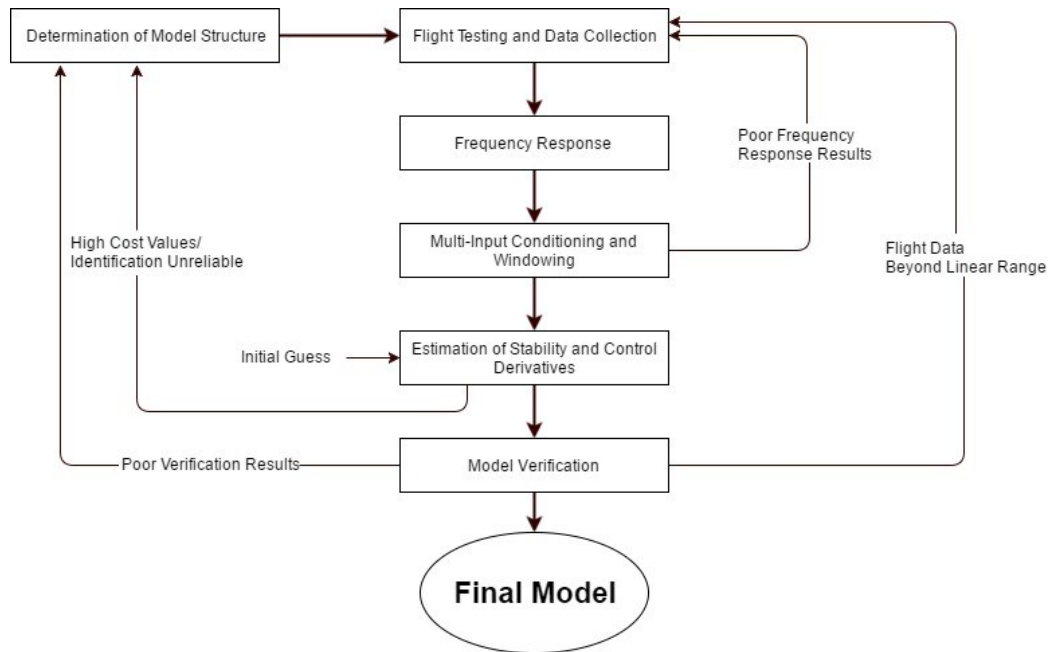 Determination of Model Structure
Flight Testing and Data Collection
Frequency Response
Poor Frequency
Response Results
Multi-Input Conditioning and
Windowing
High Cost Values/
Identification Unreliable
Flight Data
Beyond Linear Range
Initial Guess
Estimation of Stability and Control
Derivatives
Poor Verification Results
Model Verification
Final Model